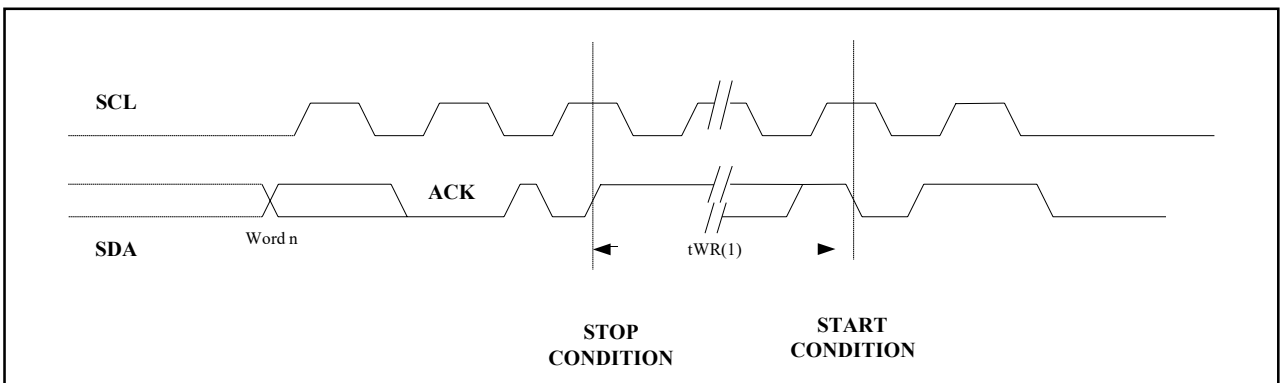 SCL
ACK
Word n
SDA
tWR(1)
STOP
CONDITION
START
CONDITION